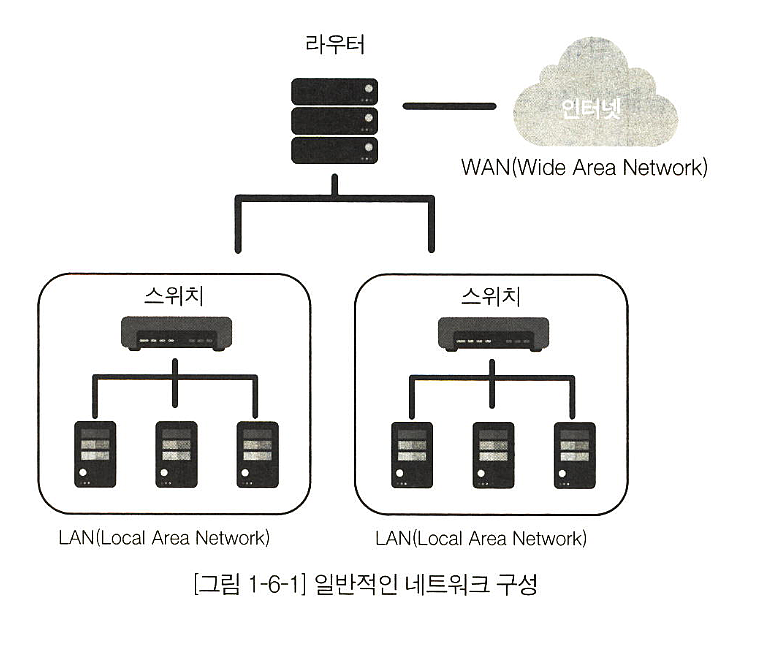 라우터
인터넷
WAN(Wide Area Network)
스위치
스위치
LAN(Local Area Network)
LAN(Local Area Network)
[그림 1-6-1] 일반적인 네트워크 구성